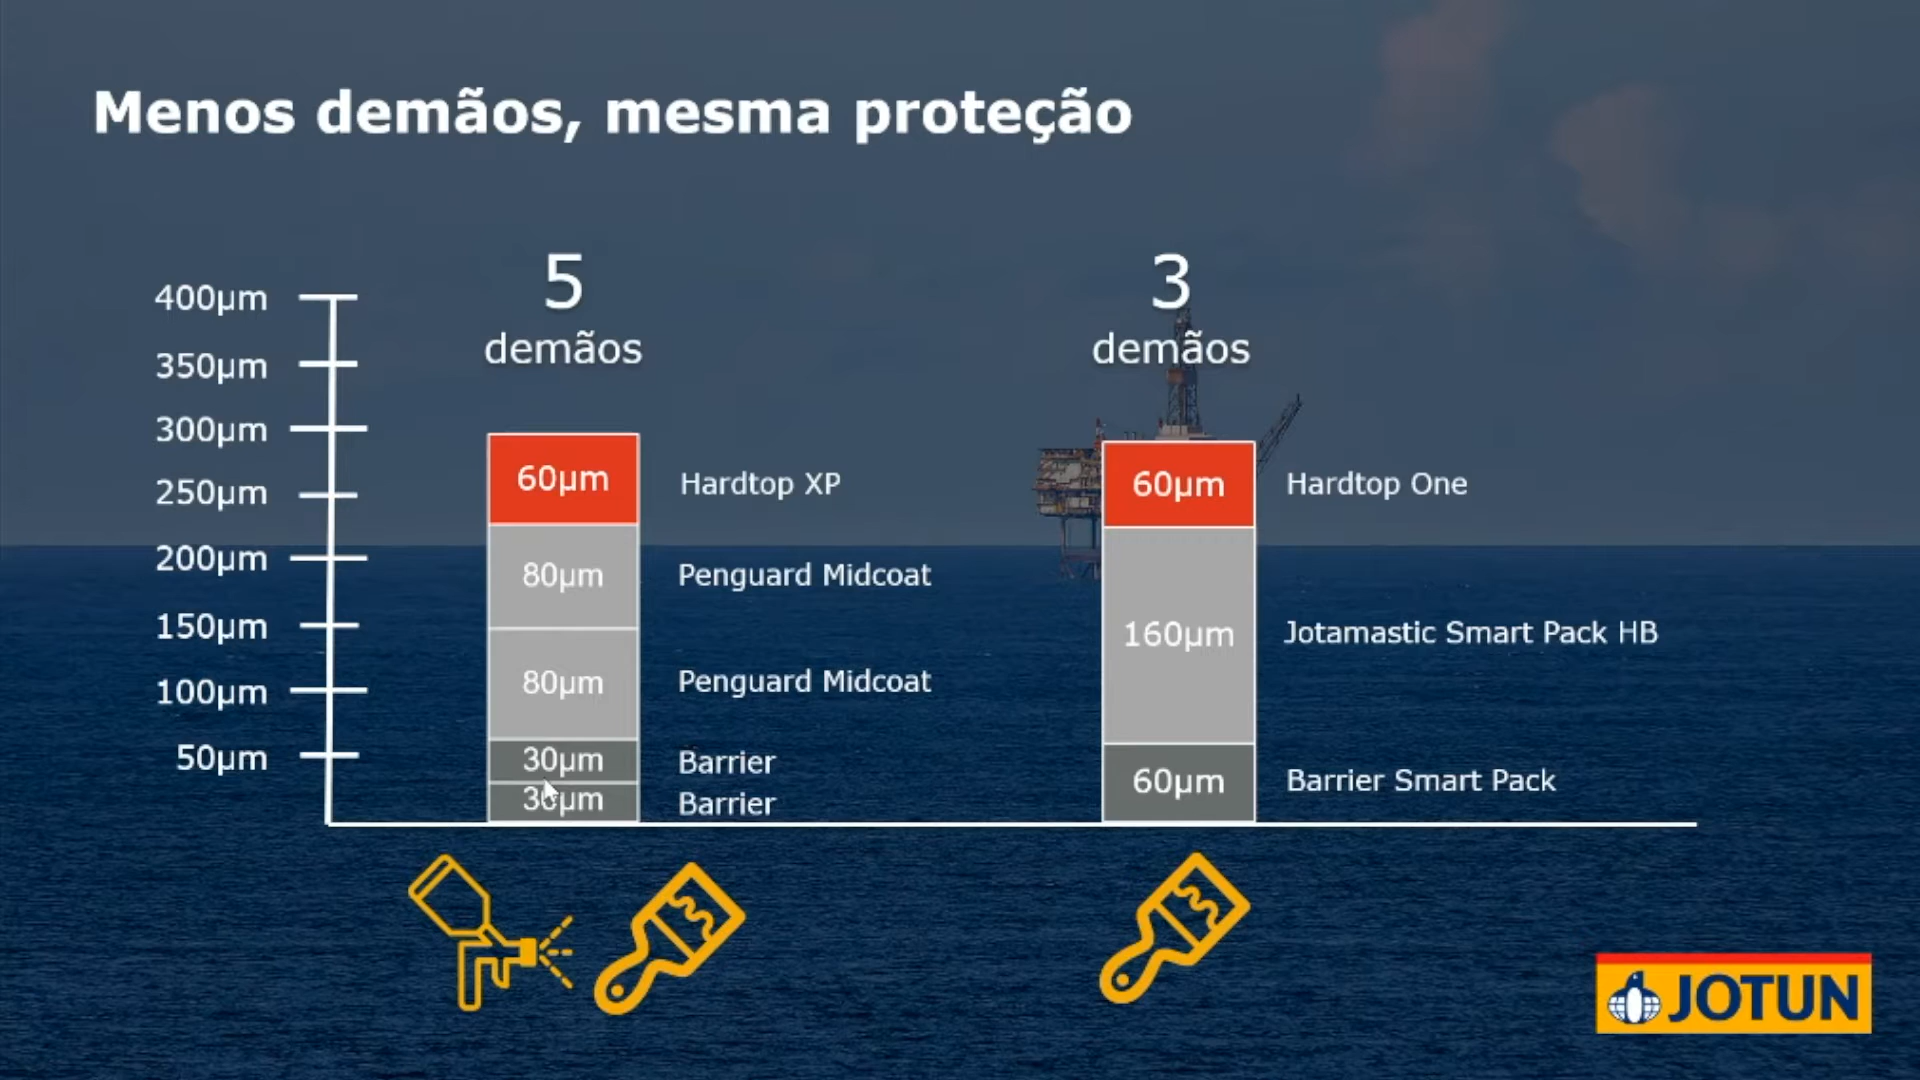 Menos demãos, mesma proteção
400µm
350µm
300µm
250µm
200µm
150µm
100µm
50µm
5
demãos
60µm Hardtop XP
80µm Penguard Midcoat
80µm Penguard Midcoat
30µm Barrier
30µm Barrier
3
demãos
60µm Hardtop One
160µm Jotamastic Smart Pack HB
60µm Barrier Smart Pack
JOTUN